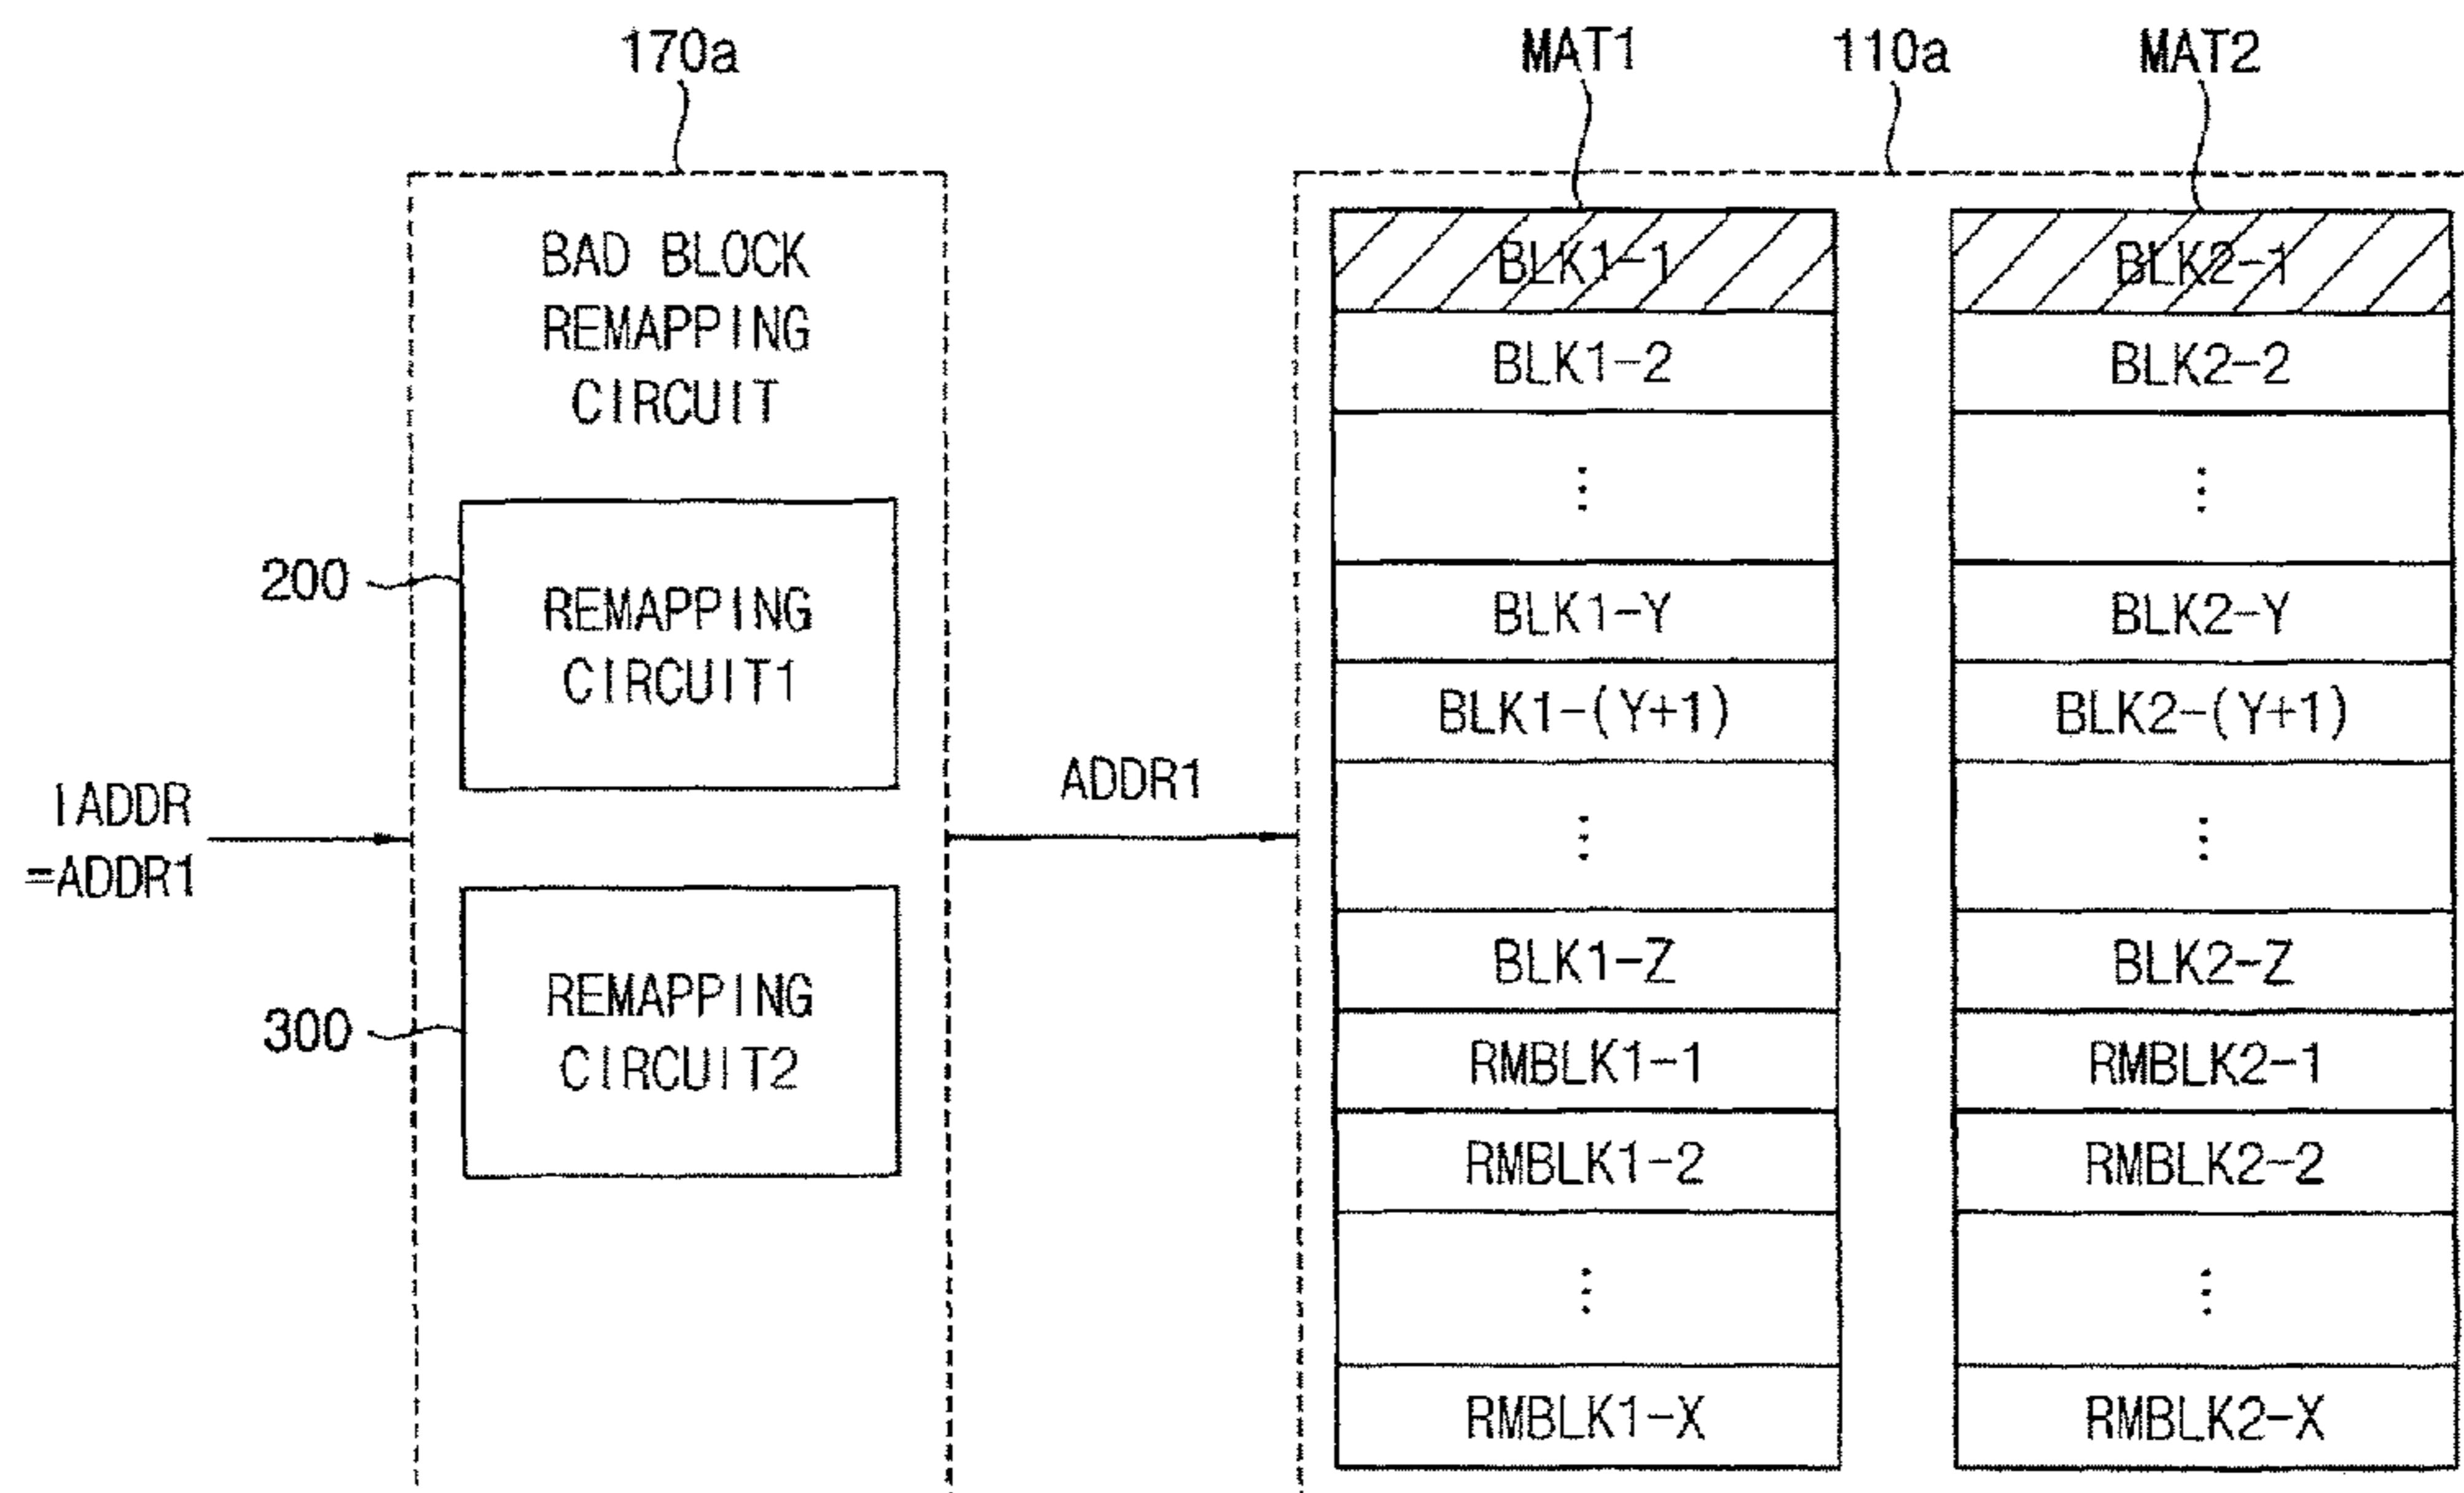 170a
MAT1
110a
MAT2
BAD BLOCK
REMAPPING
CIRCUIT
200
REMAPPING
CIRCUIT1
IADDR
=ADDR1
ADDR1
300
REMAPPING
CIRCUIT2
BLK1-1
BLK1-2
⋮
BLK1-Y
BLK1-(Y+1)
⋮
BLK1-Z
RMBLK1-1
RMBLK1-2
⋮
RMBLK1-X
BLK2-1
BLK2-2
⋮
BLK2-Y
BLK2-(Y+1)
⋮
BLK2-Z
RMBLK2-1
RMBLK2-2
⋮
RMBLK2-X